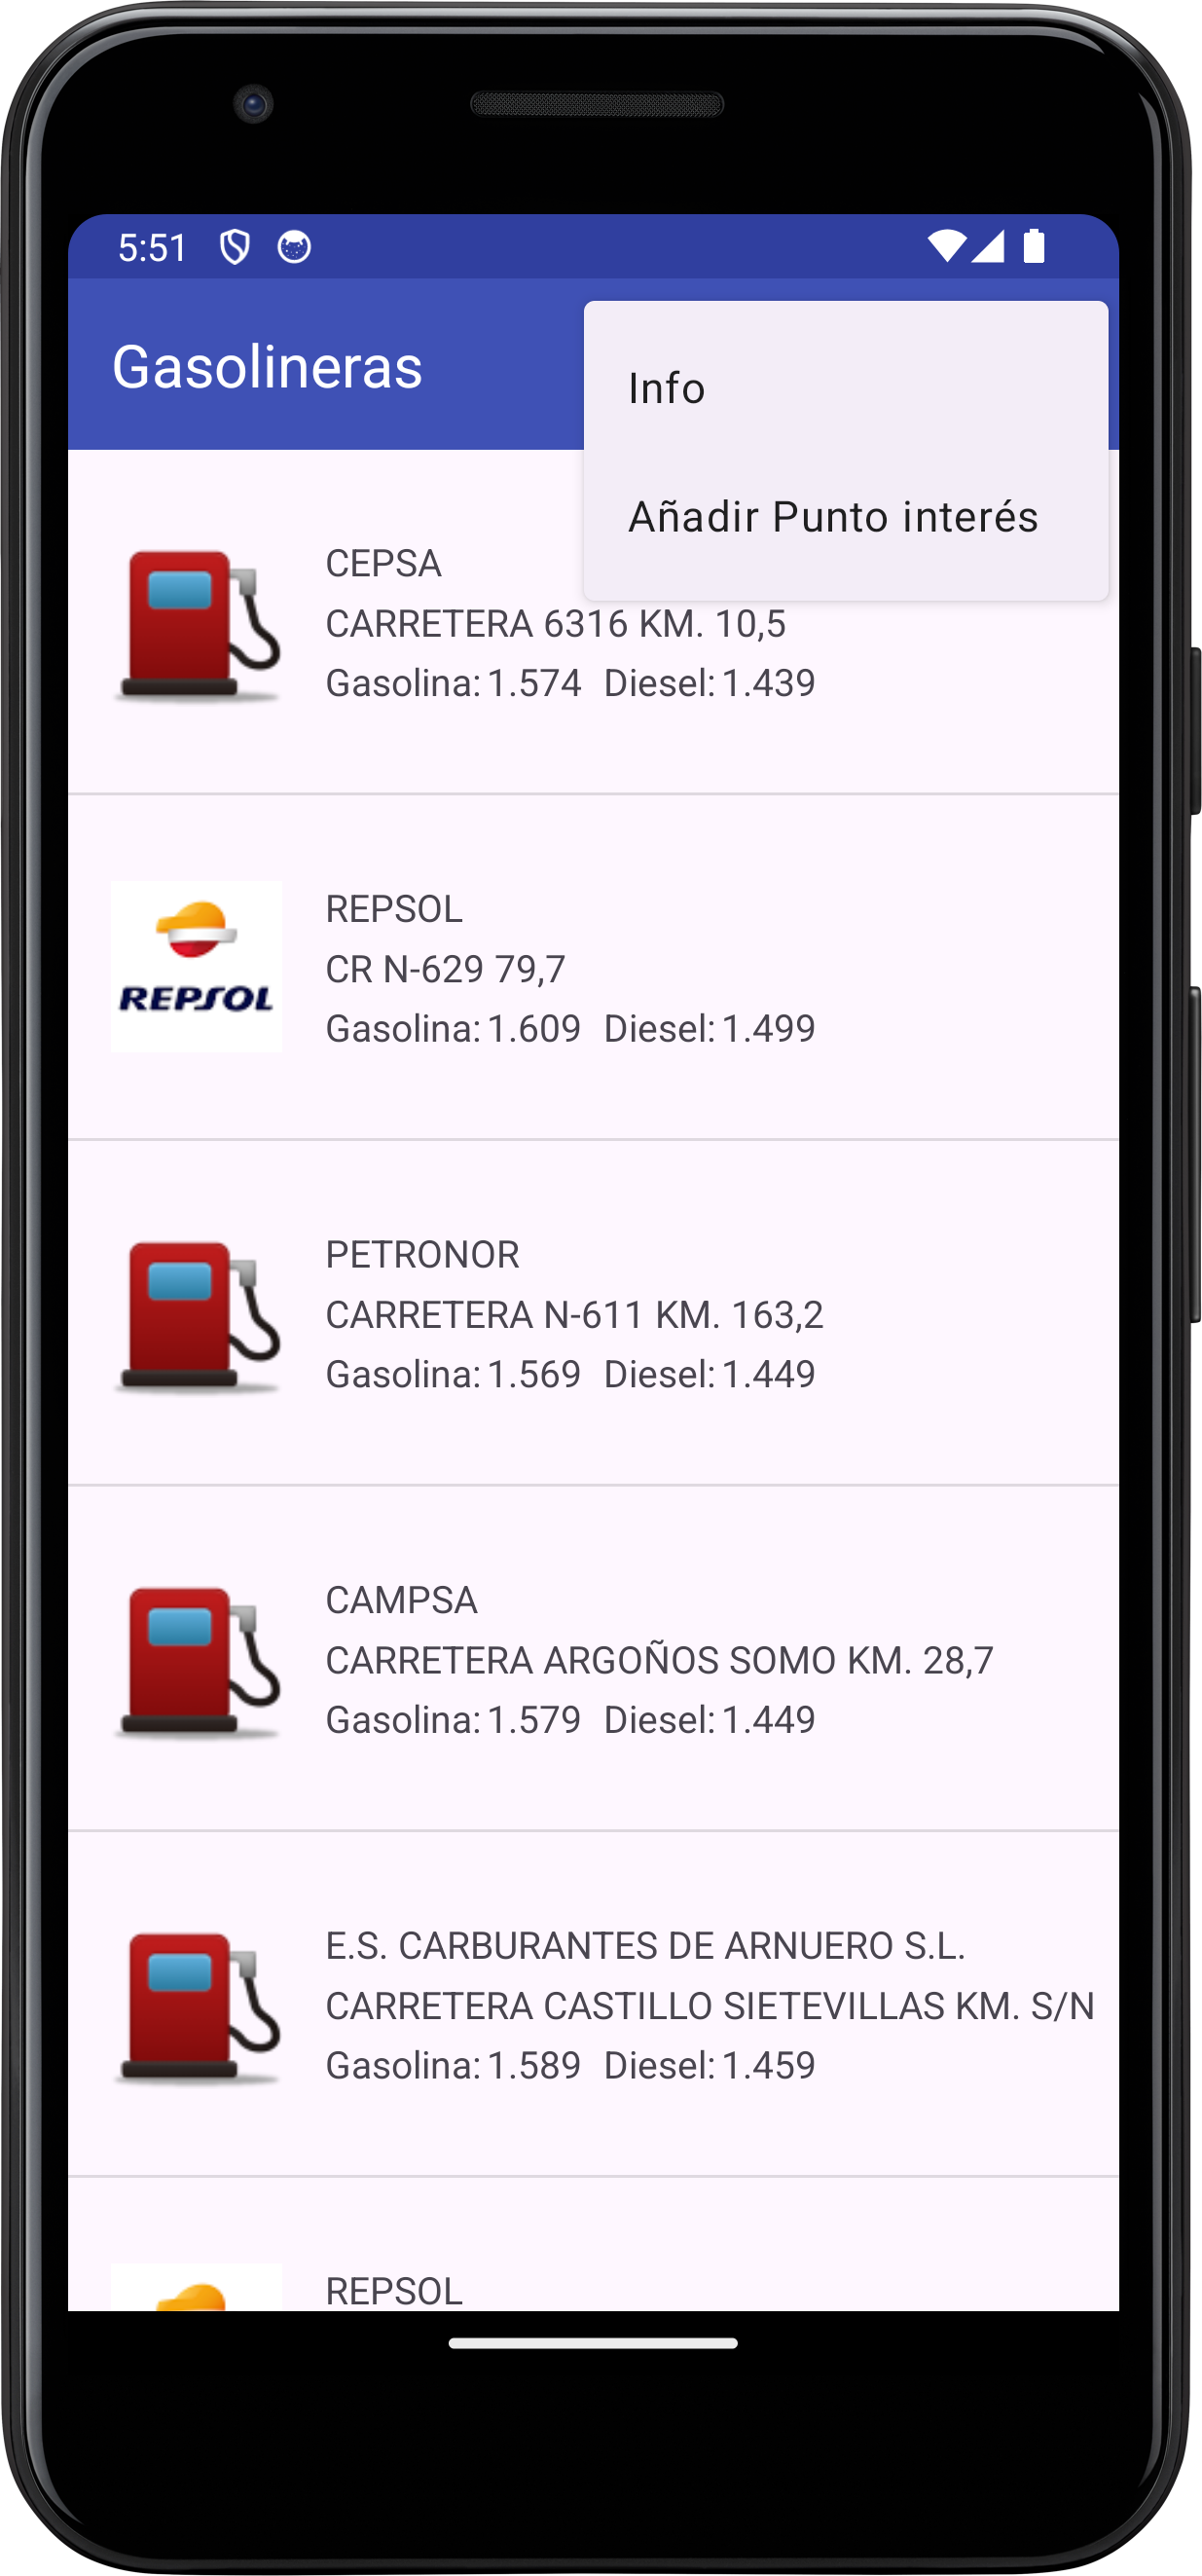 5:51
Gasolineras
Info
Añadir Punto interés
CEPSA
CARRETERA 6316 KM. 10,5
Gasolina: 1.574 Diesel: 1.439
REPSOL
REPSOL
CR N-629 79,7
Gasolina: 1.609 Diesel: 1.499
PETRONOR
CARRETERA N-611 KM. 163,2
Gasolina: 1.569 Diesel: 1.449
CAMPSA
CARRETERA ARGOÑOS SOMO KM. 28,7
Gasolina: 1.579 Diesel: 1.449
E.S. CARBURANTES DE ARNUERO S.L.
CARRETERA CASTILLO SIETEVILLAS KM. S/N
Gasolina: 1.589 Diesel: 1.459
REPSOL